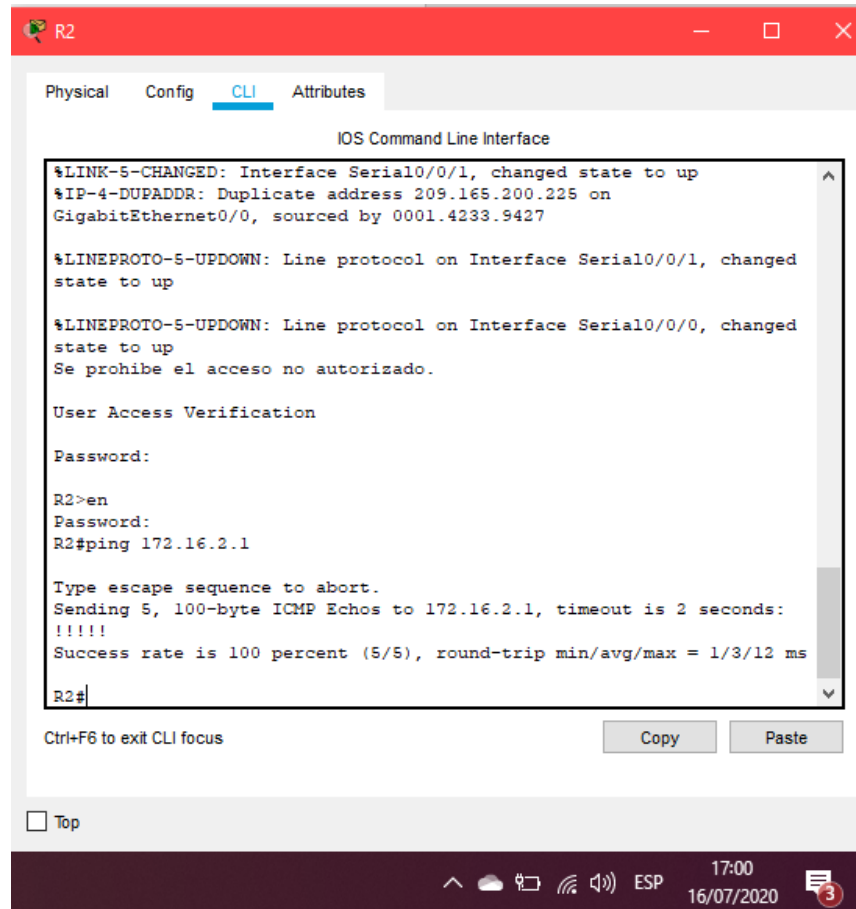 R2
Physical Config CLI Attributes
IOS Command Line Interface
%LINK-5-CHANGED: Interface Serial0/0/1, changed state to up
%IP-4-DUPADDR: Duplicate address 209.165.200.225 on
GigabitEthernet0/0, sourced by 0001.4233.9427
%LINEPROTO-5-UPDOWN: Line protocol on Interface Serial0/0/1, changed
state to up
%LINEPROTO-5-UPDOWN: Line protocol on Interface Serial0/0/0, changed
state to up
Se prohibe el acceso no autorizado.
User Access Verification
Password:
R2>en
Password:
R2#ping 172.16.2.1
Type escape sequence to abort.
Sending 5, 100-byte ICMP Echos to 172.16.2.1, timeout is 2 seconds:
!!!!!
Success rate is 100 percent (5/5), round-trip min/avg/max = 1/3/12 ms
R2#
Ctrl+F6 to exit CLI focus
Copy Paste
Top
ESP
17:00
16/07/2020
3